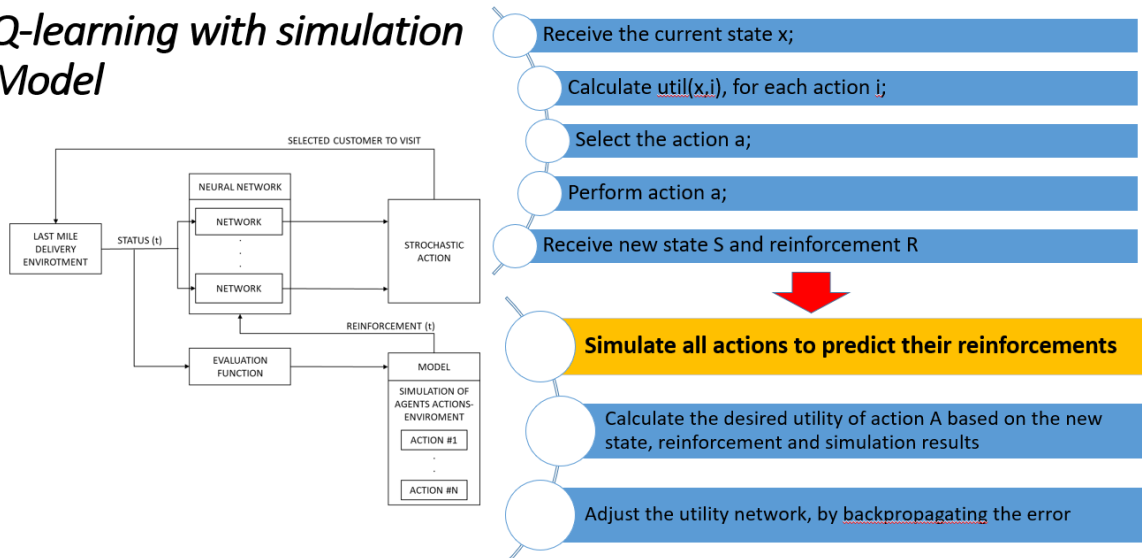 Q-learning with simulation
Model
SELECTED CUSTOMER TO VISIT
NEURAL NETWORK
NETWORK
.
.
.
NETWORK
LAST MILE
DELIVERY
ENVIROTMENT
STATUS (t)
STROCHASTIC
ACTION
REINFORCEMENT (t)
EVALUATION
FUNCTION
MODEL
SIMULATION OF
AGENTS ACTIONS-
ENVIROMENT
ACTION #1
.
.
ACTION #N
Receive the current state x;
Calculate util(x,i), for each action i;
Select the action a;
Perform action a;
Receive new state S and reinforcement R
Simulate all actions to predict their reinforcements
Calculate the desired utility of action A based on the new
state, reinforcement and simulation results
Adjust the utility network, by backpropagating the error